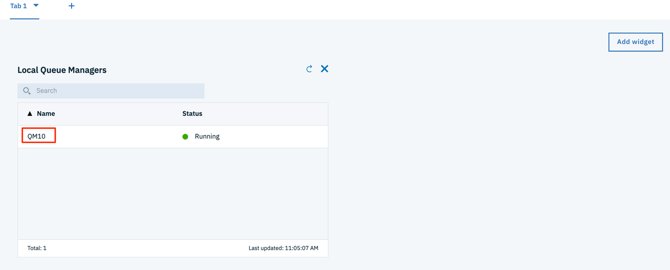 Tab 1
+
Add widget
Local Queue Managers
Search
Name Status
QM10 Running
Total: 1 Last updated: 11:05:07 AM